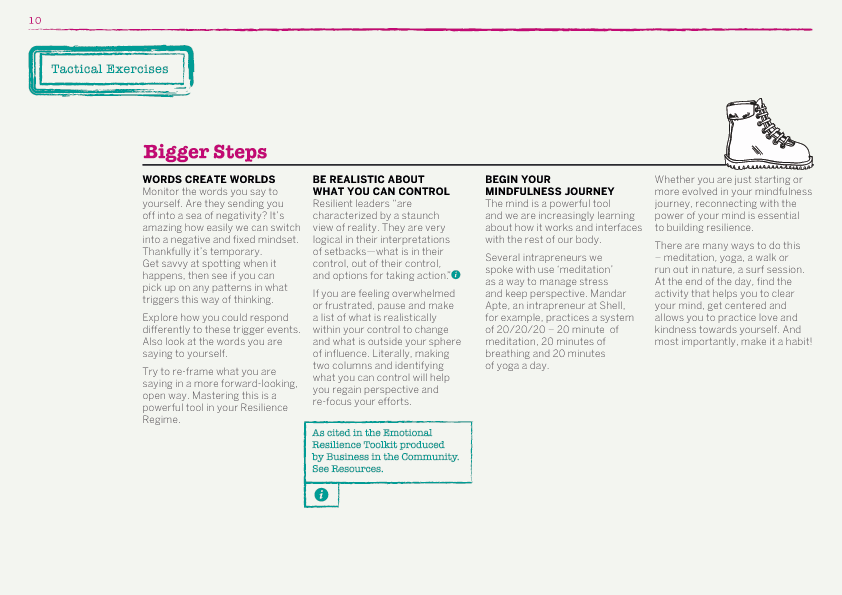 10
Tactical Exercises
Bigger Steps
WORDS CREATE WORLDS
Monitor the words you say to
yourself. Are they sending you
off into a sea of negativity? It's
amazing how easily we can switch
into a negative and fixed mindset.
Thankfully it's temporary.
Get savvy at spotting when it
happens, then see if you can
pick up on any patterns in what
triggers this way of thinking.
Explore how you could respond
differently to these trigger events.
Also look at the words you are
saying to yourself.
Try to re-frame what you are
saying in a more forward-looking,
open way. Mastering this is a
powerful tool in your Resilience
Regime.
BE REALISTIC ABOUT
WHAT YOU CAN CONTROL
Resilient leaders “are
characterized by a staunch
view of reality. They are very
logical in their interpretations
of setbacks—what is in their
control, out of their control,
and options for taking action.” i
If you are feeling overwhelmed
or frustrated, pause and make
a list of what is realistically
within your control to change
and what is outside your sphere
of influence. Literally, making
two columns and identifying
what you can control will help
you regain perspective and
re-focus your efforts.
As cited in the Emotional
Resilience Toolkit produced
by Business in the Community.
See Resources.
i
BEGIN YOUR
MINDFULNESS JOURNEY
The mind is a powerful tool
and we are increasingly learning
about how it works and interfaces
with the rest of our body.
Several intrapreneurs we
spoke with use ‘meditation’
as a way to manage stress
and keep perspective. Mandar
Apte, an intrapreneur at Shell,
for example, practices a system
of 20/20/20 – 20 minute  of
meditation, 20 minutes of
breathing and 20 minutes
of yoga a day.
Whether you are just starting or
more evolved in your mindfulness
journey, reconnecting with the
power of your mind is essential
to building resilience.
There are many ways to do this
– meditation, yoga, a walk or
run out in nature, a surf session.
At the end of the day, find the
activity that helps you to clear
your mind, get centered and
allows you to practice love and
kindness towards yourself. And
most importantly, make it a habit!